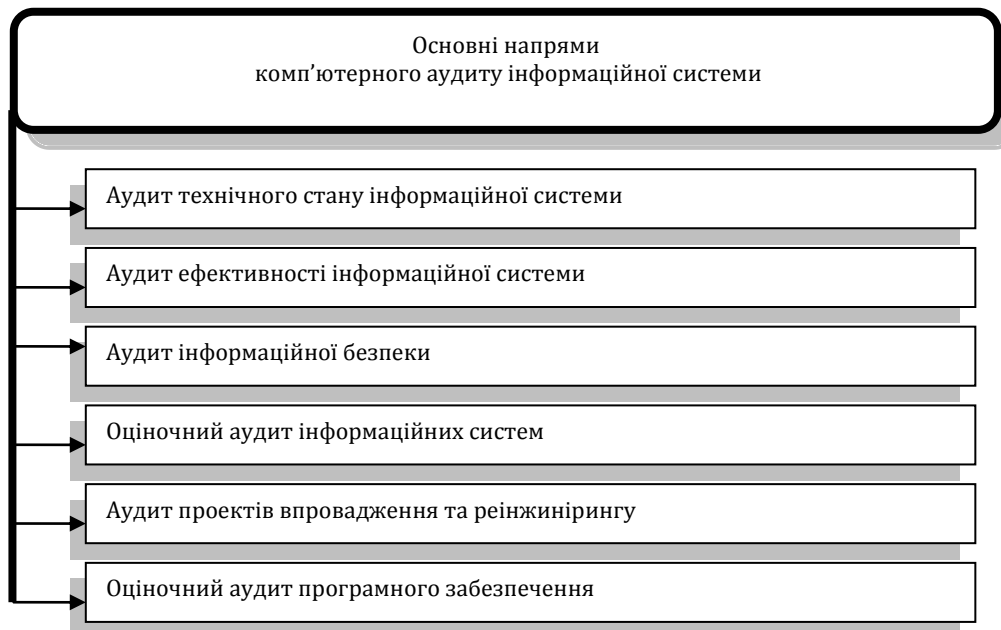 Основні напрями
комп’ютерного аудиту інформаційної системи
Аудит технічного стану інформаційної системи
Аудит ефективності інформаційної системи
Аудит інформаційної безпеки
Оціночний аудит інформаційних систем
Аудит проектів впровадження та реінжинірингу
Оціночний аудит програмного забезпечення